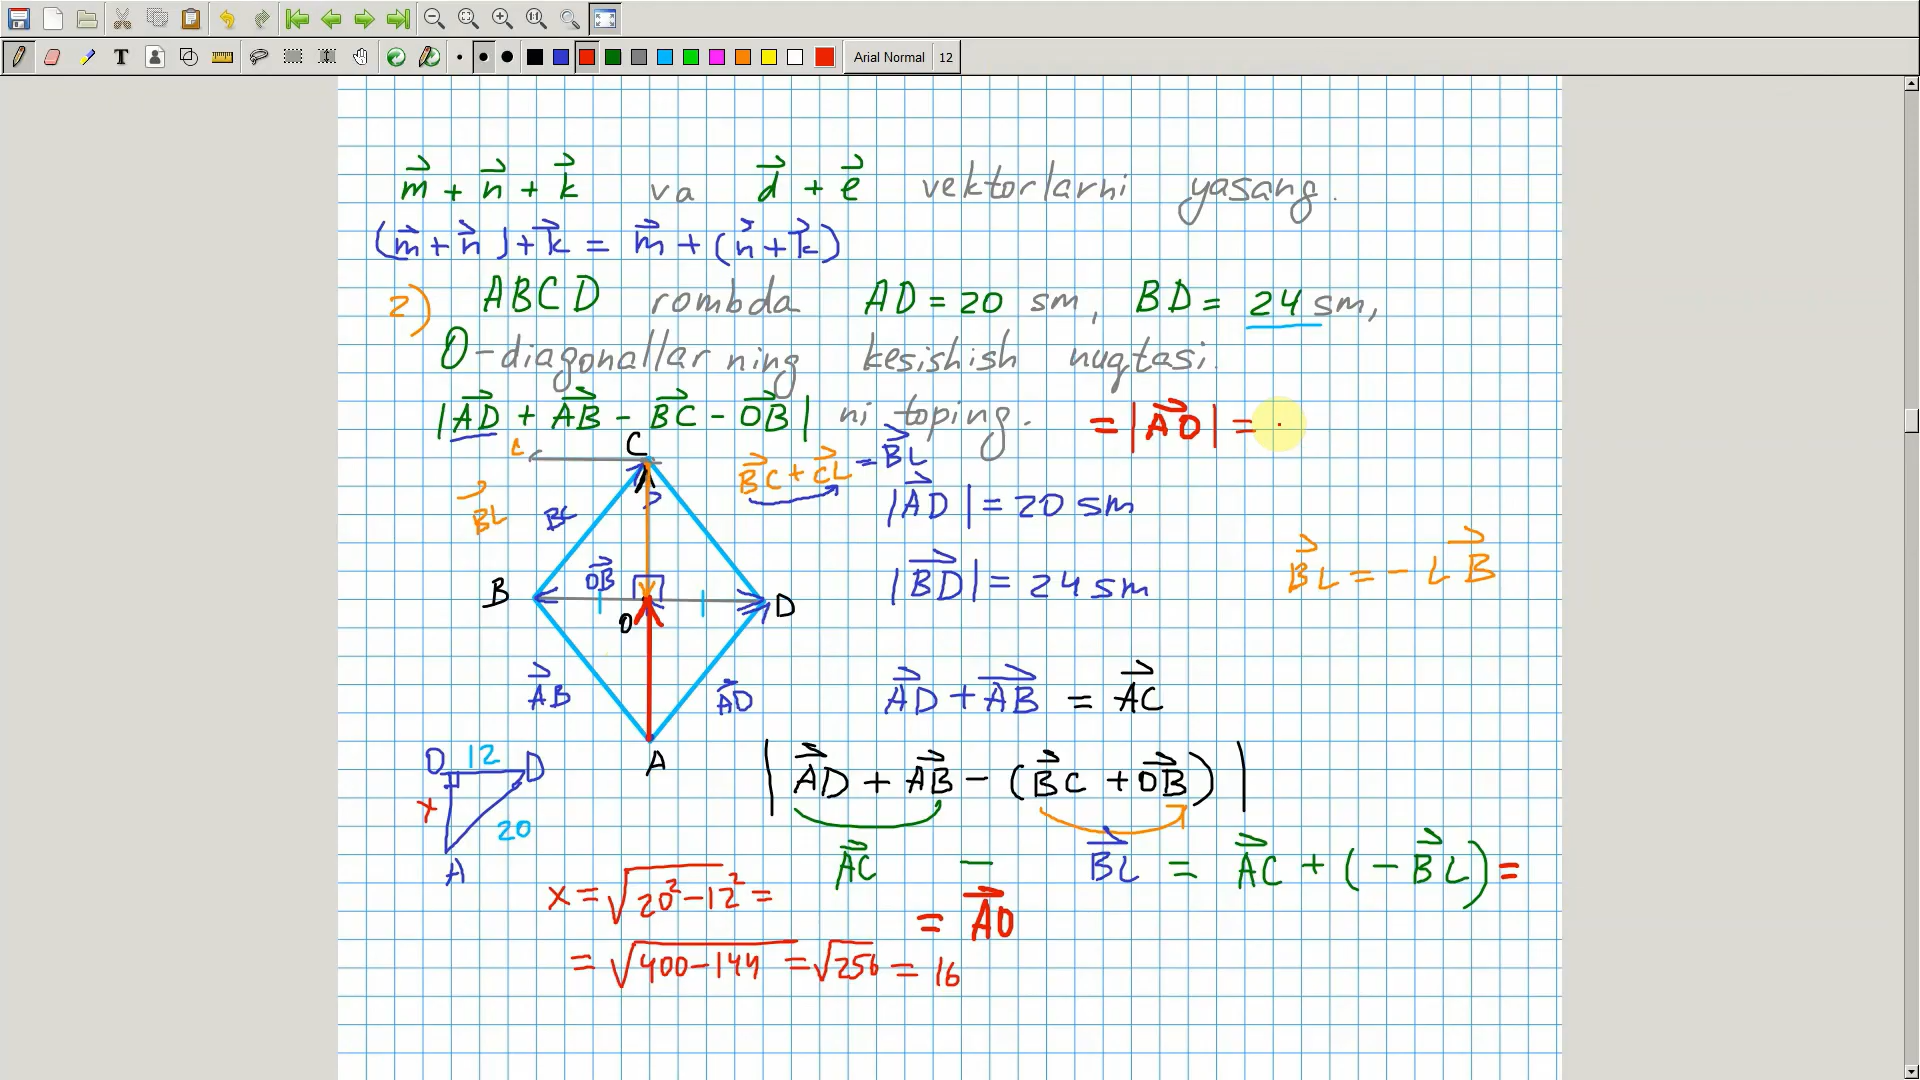 Arial Normal 12
m⃗ + n⃗ + k⃗ va d⃗ + e⃗ vektorlarni yasang.
(m⃗ + n⃗) + k⃗ = m⃗ + (n⃗ + k⃗)
2) ABCD rombda AD = 20 sm, BD = 24 sm,
O-diagonallarning kesishish nuqtasi.
|AD⃗ + AB⃗ - BC⃗ - OB⃗| ni toping. = |AO⃗| =
L C BC⃗ + CL⃗ = BL⃗
BL⃗ BC |AD⃗| = 20 sm
B OB⃗ O D |BD⃗| = 24 sm BL⃗ = - LB⃗
AB⃗ AD⃗ AD⃗ + AB⃗ = AC⃗
A
O 12 D |AD⃗ + AB⃗ - (BC⃗ + OB⃗)|
x 20
A AC⃗ - BL⃗ = AC⃗ + (-BL⃗) =
x = √20² - 12² = = AO⃗
= √400 - 144 = √256 = 16